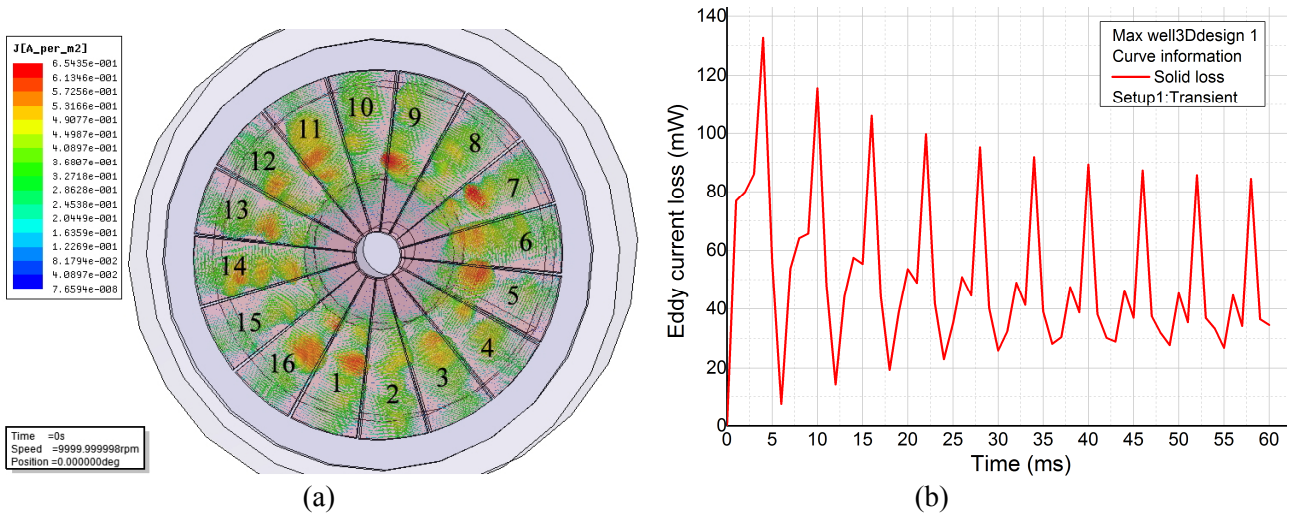 J[A_per_m2]
6.5435e-001
6.1346e-001
5.7256e-001
5.3166e-001
4.9077e-001
4.4987e-001
4.0897e-001
3.6807e-001
3.2718e-001
2.8628e-001
2.4538e-001
2.0449e-001
1.6359e-001
1.2269e-001
8.1794e-002
4.0897e-002
7.6594e-008
10
9
11
8
12
7
13
6
14
5
15
4
16
3
1
2
Time =0s
Speed =9999.999998rpm
Position =0.000000deg
(a)
Eddy current loss (mW)
140
120
100
80
60
40
20
0
Max well3Ddesign 1
Curve information
Solid loss
Setup1:Transient
0 5 10 15 20 25 30 35 40 45 50 55 60
Time (ms)
(b)